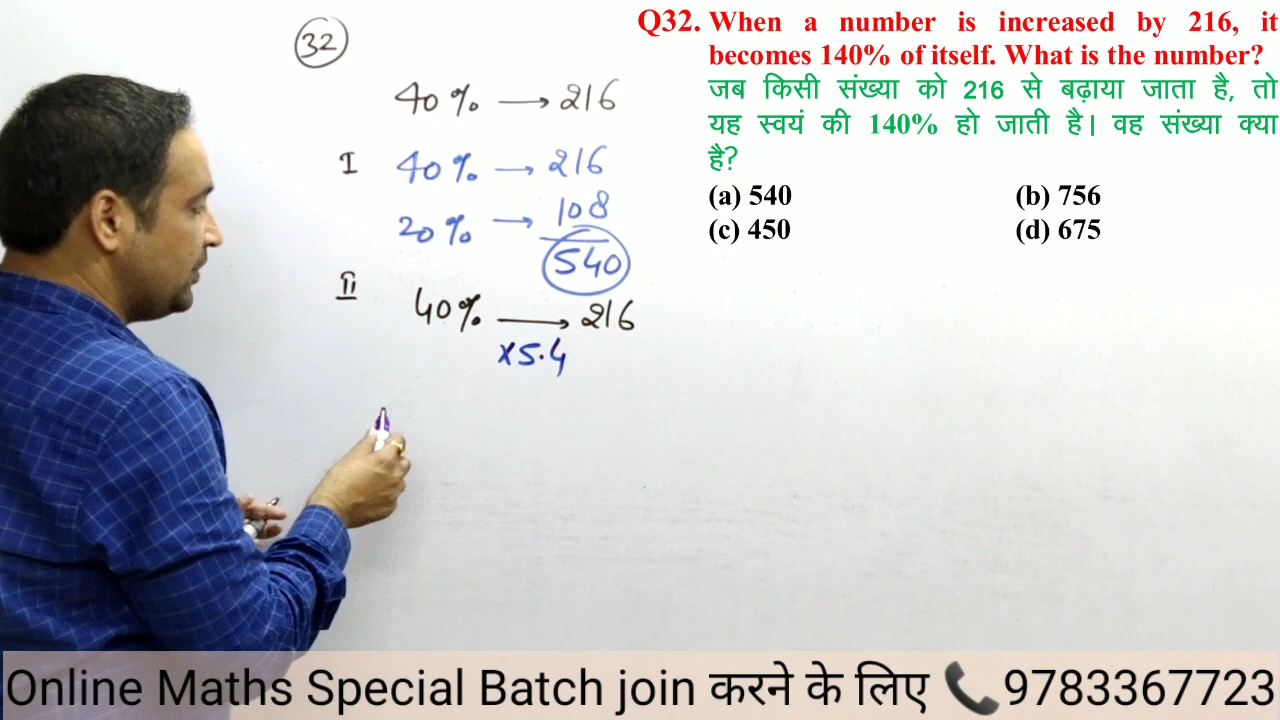 32
40% → 216
I 40% → 216
20% → 108
540
II 40% → 216
x5.4
Q32. When a number is increased by 216, it
becomes 140% of itself. What is the number?
जब किसी संख्या को 216 से बढ़ाया जाता है, तो
यह स्वयं की 140% हो जाती है। वह संख्या क्या
है?
(a) 540 (b) 756
(c) 450 (d) 675
Online Maths Special Batch join करने के लिए 📞9783367723